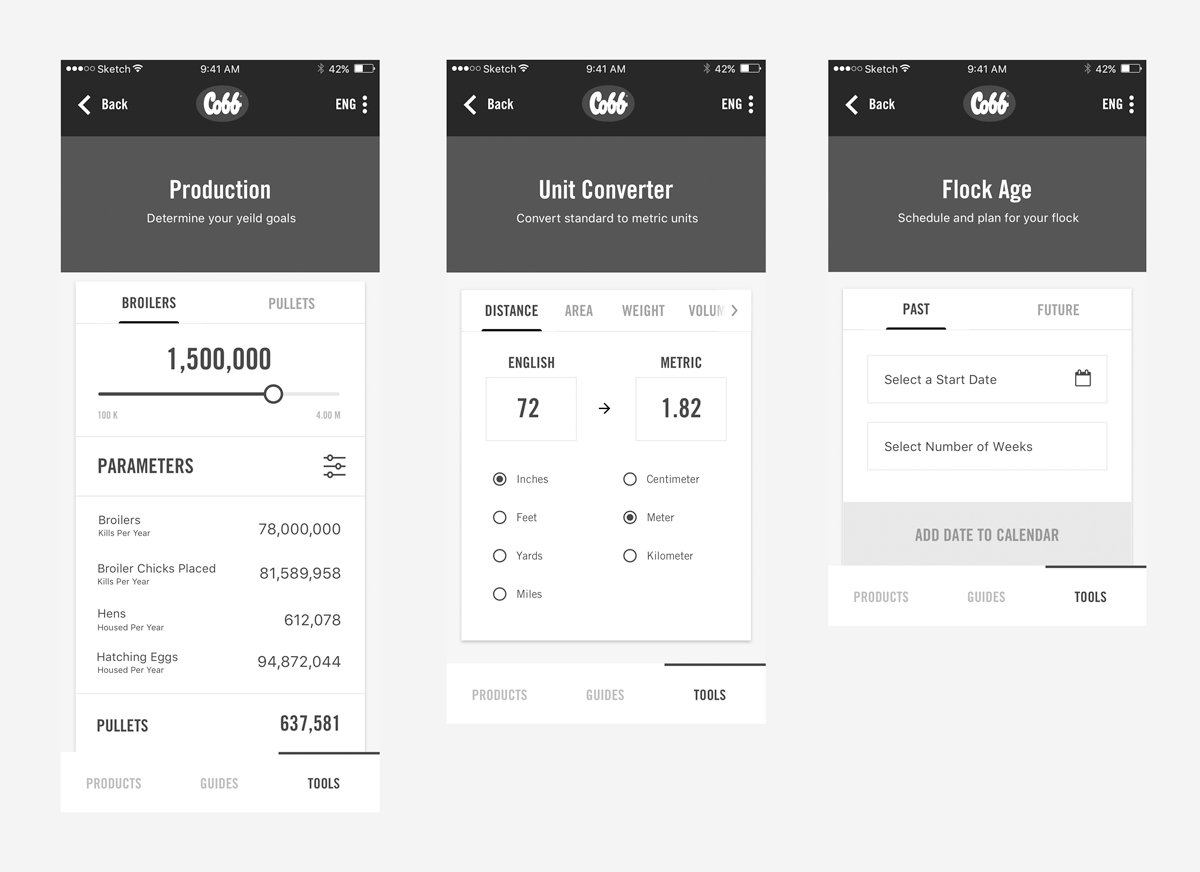 Sketch 9:41 AM 42%
Back Cobb ENG
Production
Determine your yeild goals
BROILERS PULLETS
1,500,000
100 K 4.00 M
PARAMETERS
Broilers
Kills Per Year
78,000,000
Broiler Chicks Placed
Kills Per Year
81,589,958
Hens
Housed Per Year
612,078
Hatching Eggs
Housed Per Year
94,872,044
PULLETS 637,581
PRODUCTS GUIDES TOOLS
Sketch 9:41 AM 42%
Back Cobb ENG
Unit Converter
Convert standard to metric units
DISTANCE AREA WEIGHT VOLUM
ENGLISH METRIC
72 1.82
Inches Centimeter
Feet Meter
Yards Kilometer
Miles
PRODUCTS GUIDES TOOLS
Sketch 9:41 AM 42%
Back Cobb ENG
Flock Age
Schedule and plan for your flock
PAST FUTURE
Select a Start Date
Select Number of Weeks
ADD DATE TO CALENDAR
PRODUCTS GUIDES TOOLS